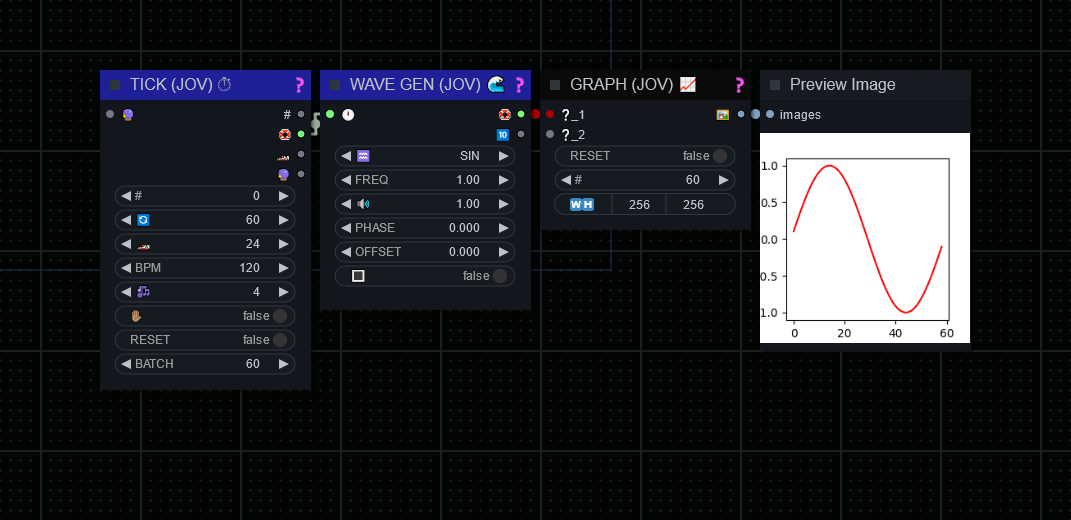 TICK (JOV) ⏱
❓
#
# 0
60
24
BPM 120
4
false
RESET false
BATCH 60
WAVE GEN (JOV) 🌊
❓
🔟
SIN
FREQ 1.00
1.00
PHASE 0.000
OFFSET 0.000
false
GRAPH (JOV) 📈
❓
?_1
?_2
RESET false
# 60
WH 256 256
Preview Image
images
1.0
0.5
0.0
0.5
1.0
0 20 40 60